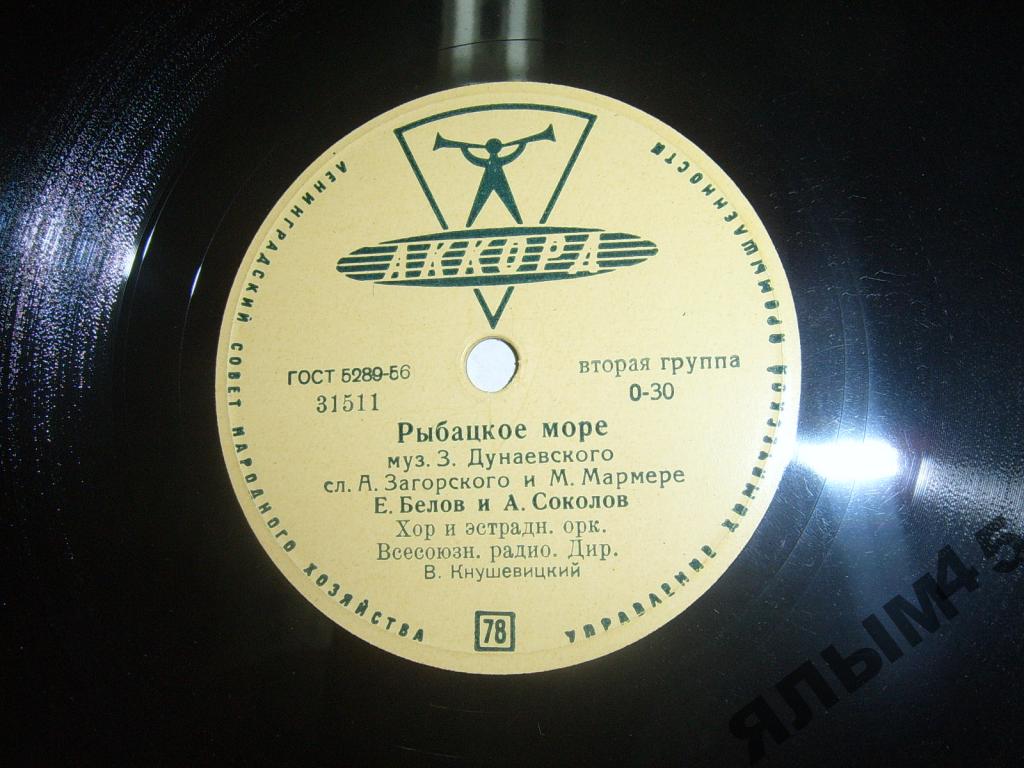 АККОРД
ЛЕНИНГРАДСКИЙ СОВЕТ НАРОДНОГО ХОЗЯЙСТВА
УПРАВЛЕНИЕ ХИМИЧЕСКОЙ ПРОМЫШЛЕННОСТИ
ГОСТ 5289-56
31511
вторая группа
0-30
Рыбацкое море
муз. З. Дунаевского
сл. А. Загорского и М. Мармере
Е. Белов и А. Соколов
Хор и эстрадн. орк.
Всесоюзн. радио. Дир.
В. Кнушевицкий
78
ЯЛЫМ45